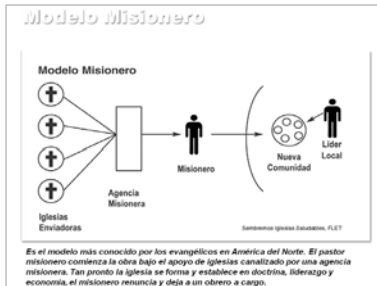 Modelo Misionero
Modelo Misionero
Misionero
Nueva
Comunidad
Líder
Local
Agencia
Misionera
Iglesias
Enviadoras
Sembremos Iglesias Saludables, FLET
Es el modelo más conocido por los evangélicos en América del Norte. El pastor
misionero comienza la obra bajo el apoyo de iglesias canalizado por una agencia
misionera. Tan pronto la iglesia se forma y establece en doctrina, liderazgo y
economía, el misionero renuncia y deja a un obrero a cargo.